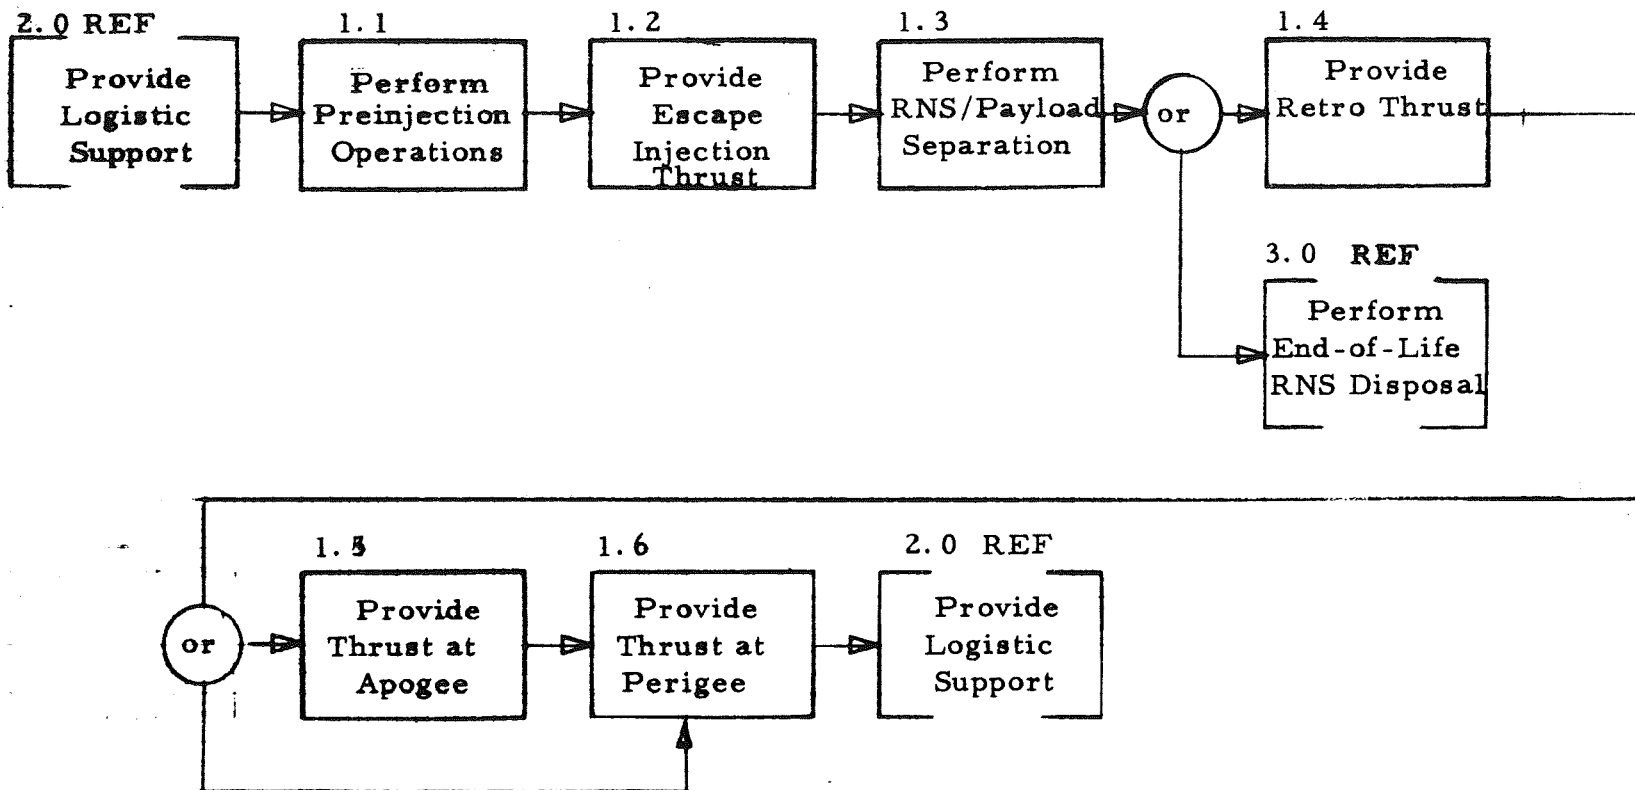 2.0 REF
Provide
Logistic
Support
1.1
Perform
Preinjection
Operations
1.2
Provide
Escape
Injection
Thrust
1.3
Perform
RNS/Payload
Separation
or
1.4
Provide
Retro Thrust
3.0 REF
Perform
End-of-Life
RNS Disposal
or
1.5
Provide
Thrust at
Apogee
1.6
Provide
Thrust at
Perigee
2.0 REF
Provide
Logistic
Support